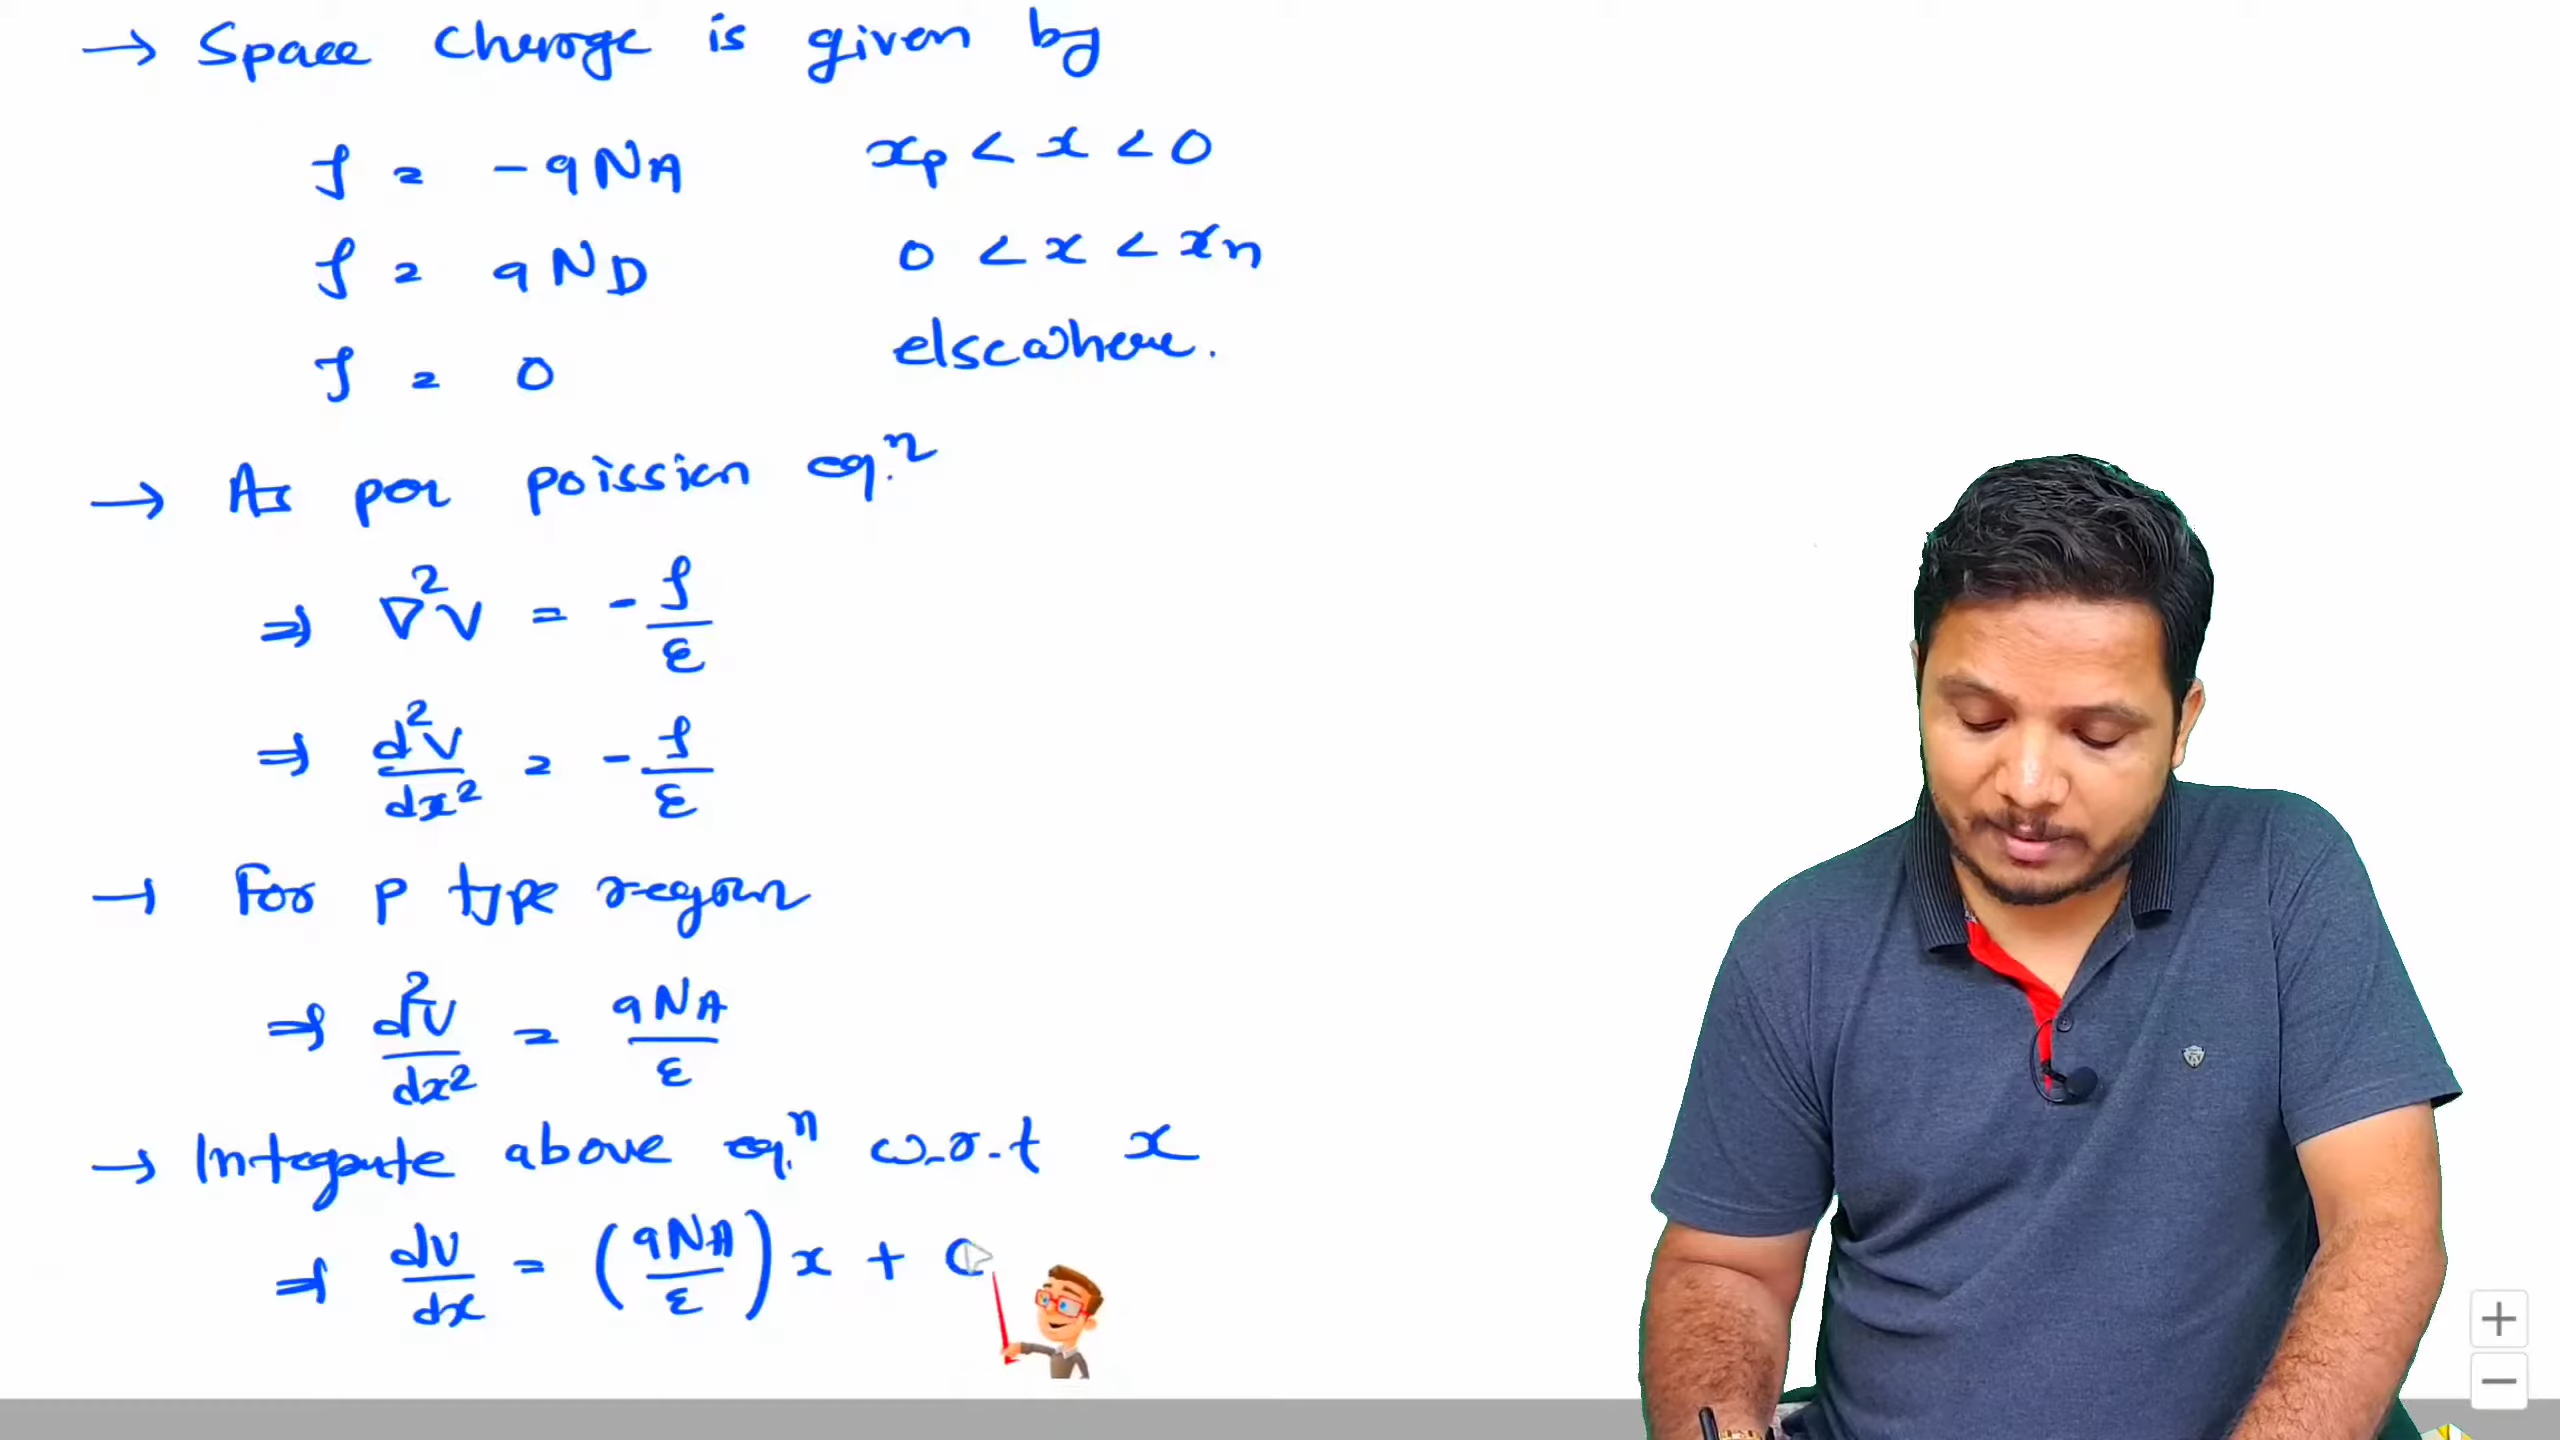 → Space Charge is given by
ρ = -qNA xp < x < 0
ρ = qND 0 < x < xn
ρ = 0 elsewhere.
→ As per poission eq.n
⇒ ∇²V = -ρ/ε
⇒ d²V/dx² = -ρ/ε
→ For P type region
⇒ d²V/dx² = qNA/ε
→ Integrate above eq.n w.r.t x
⇒ dV/dx = (qNA/ε) x + C